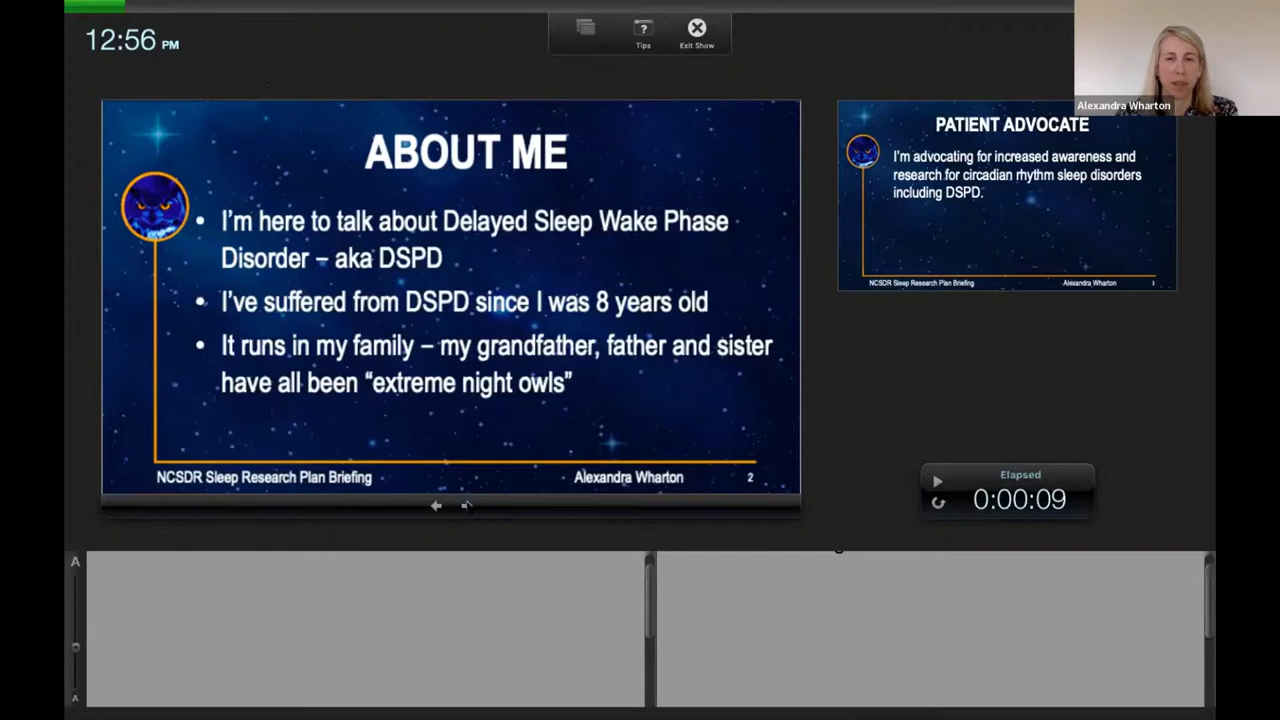 12:56 PM
Tips
Exit Show
Alexandra Wharton
ABOUT ME
• I'm here to talk about Delayed Sleep Wake Phase
Disorder – aka DSPD
• I've suffered from DSPD since I was 8 years old
• It runs in my family – my grandfather, father and sister
have all been “extreme night owls”
NCSDR Sleep Research Plan Briefing
Alexandra Wharton
2
PATIENT ADVOCATE
I'm advocating for increased awareness and
research for circadian rhythm sleep disorders
including DSPD.
NCSDR Sleep Research Plan Briefing
Alexandra Wharton
3
Elapsed
0:00:09
A
A